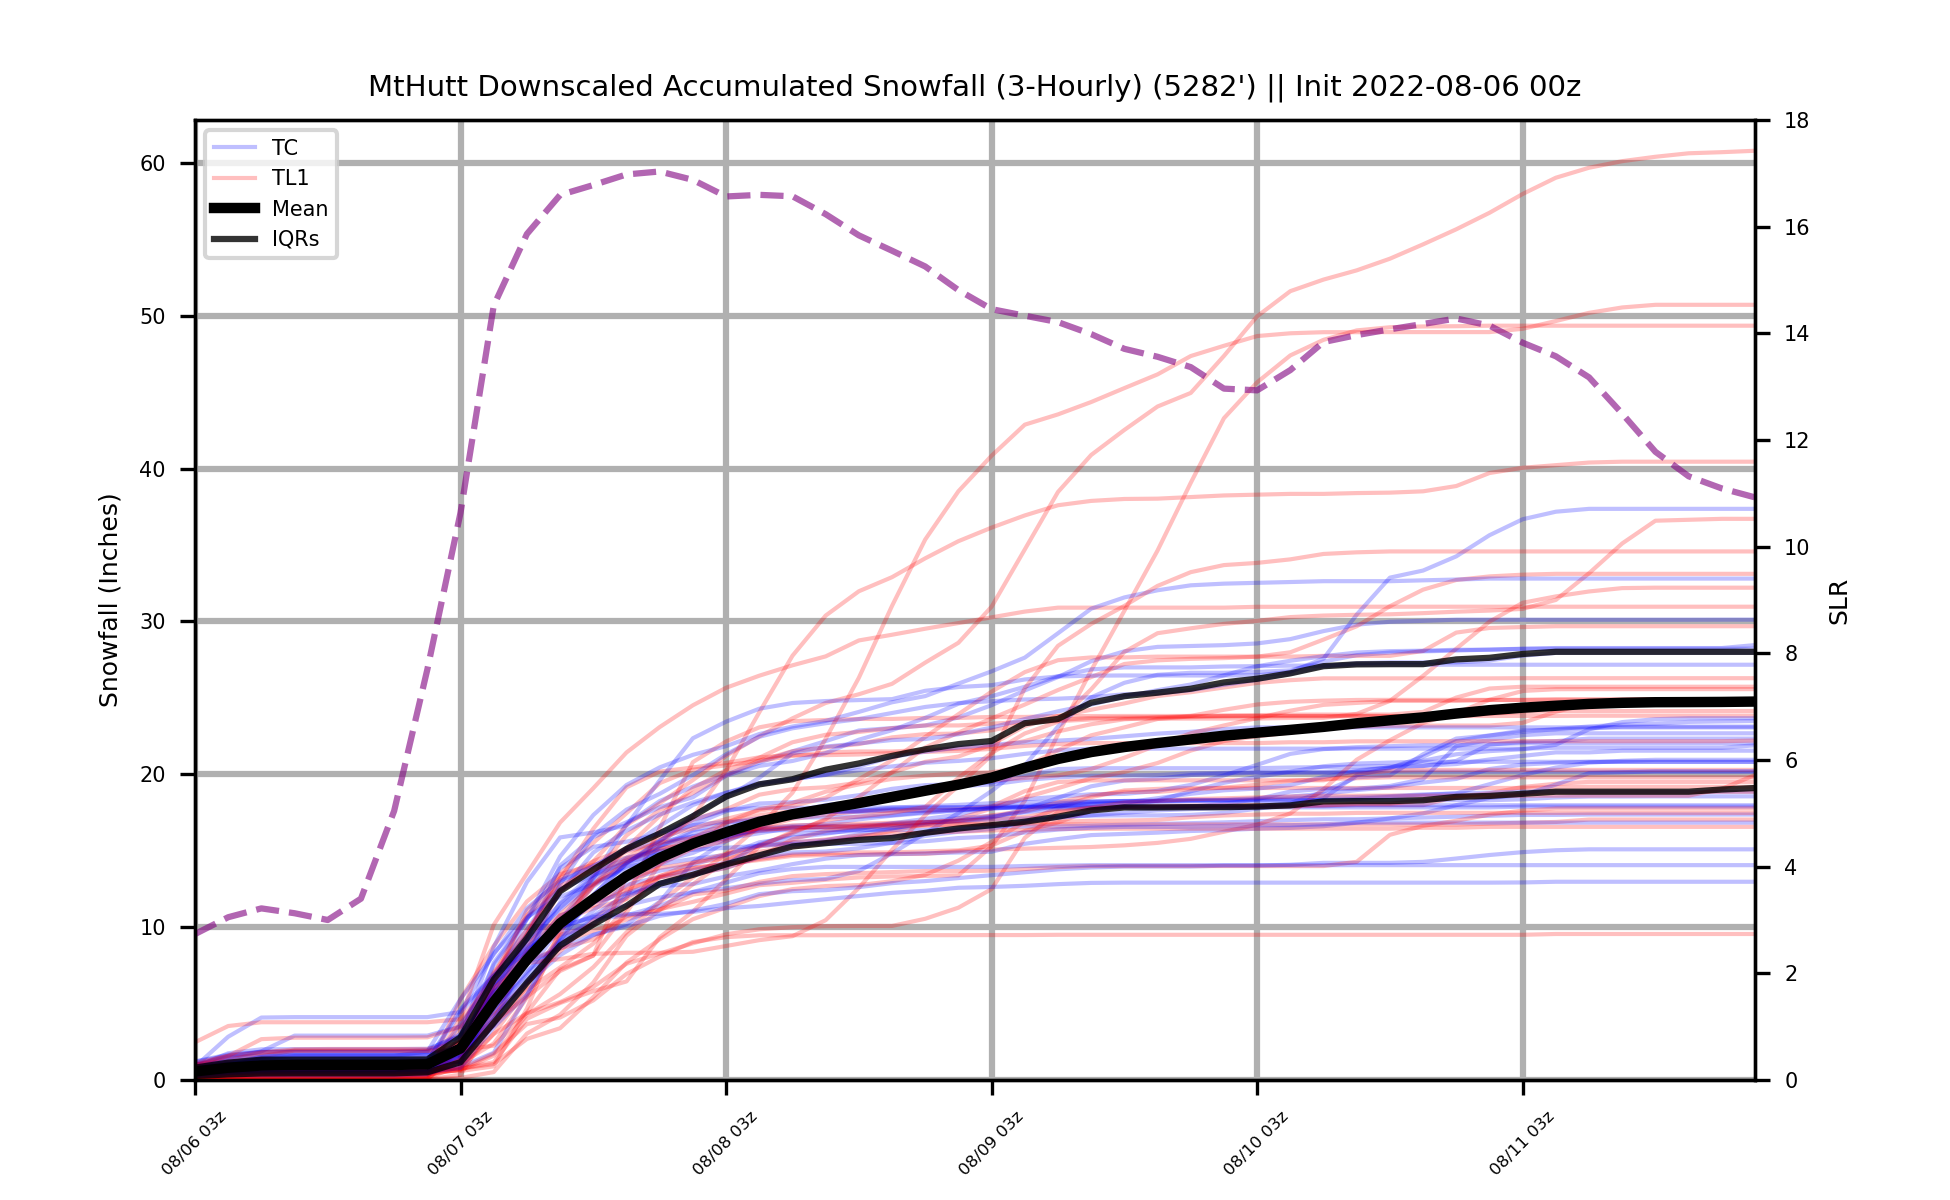 MtHutt Downscaled Accumulated Snowfall (3-Hourly) (5282') || Init 2022-08-06 00z
TC
TL1
Mean
IQRs
Snowfall (Inches)
60
50
40
30
20
10
0
18
16
14
12
10
8
6
4
2
0
SLR
08/06 03z
08/07 03z
08/08 03z
08/09 03z
08/10 03z
08/11 03z